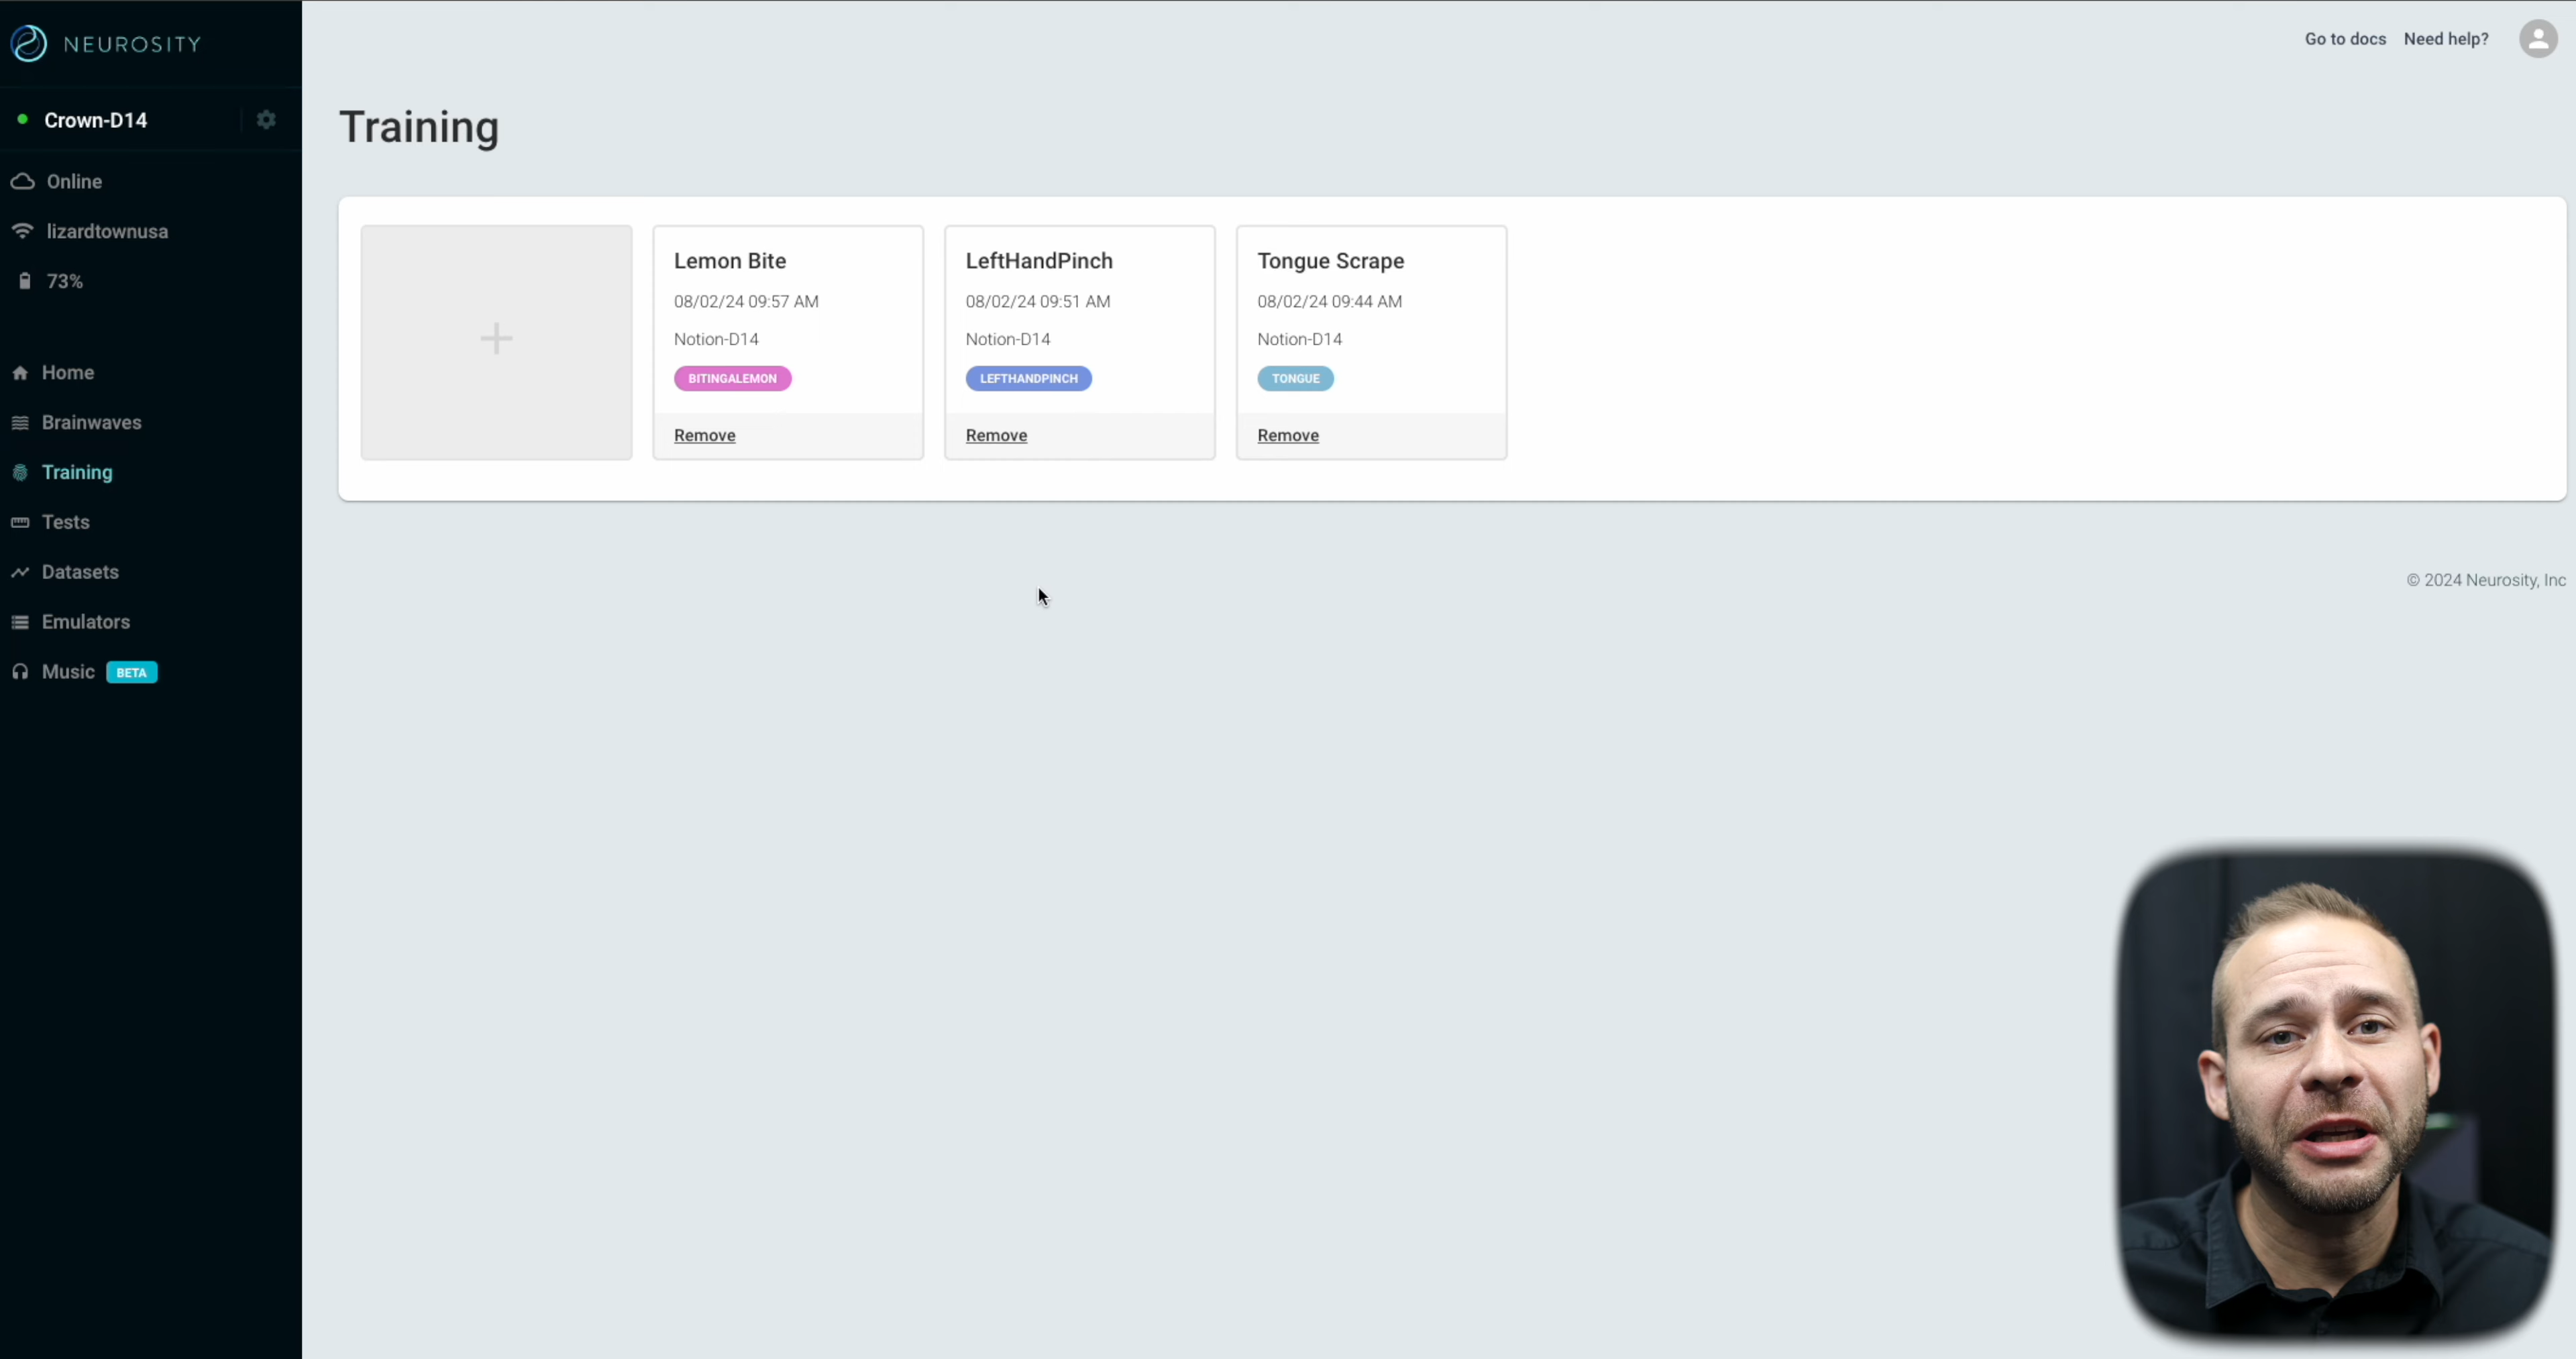 NEUROSITY
Crown-D14
Online
lizardtownusa
73%
Home
Brainwaves
Training
Tests
Datasets
Emulators
Music BETA
Go to docs Need help?
Training
Lemon Bite
08/02/24 09:57 AM
Notion-D14
BITINGALEMON
Remove
LeftHandPinch
08/02/24 09:51 AM
Notion-D14
LEFTHANDPINCH
Remove
Tongue Scrape
08/02/24 09:44 AM
Notion-D14
TONGUE
Remove
© 2024 Neurosity, Inc